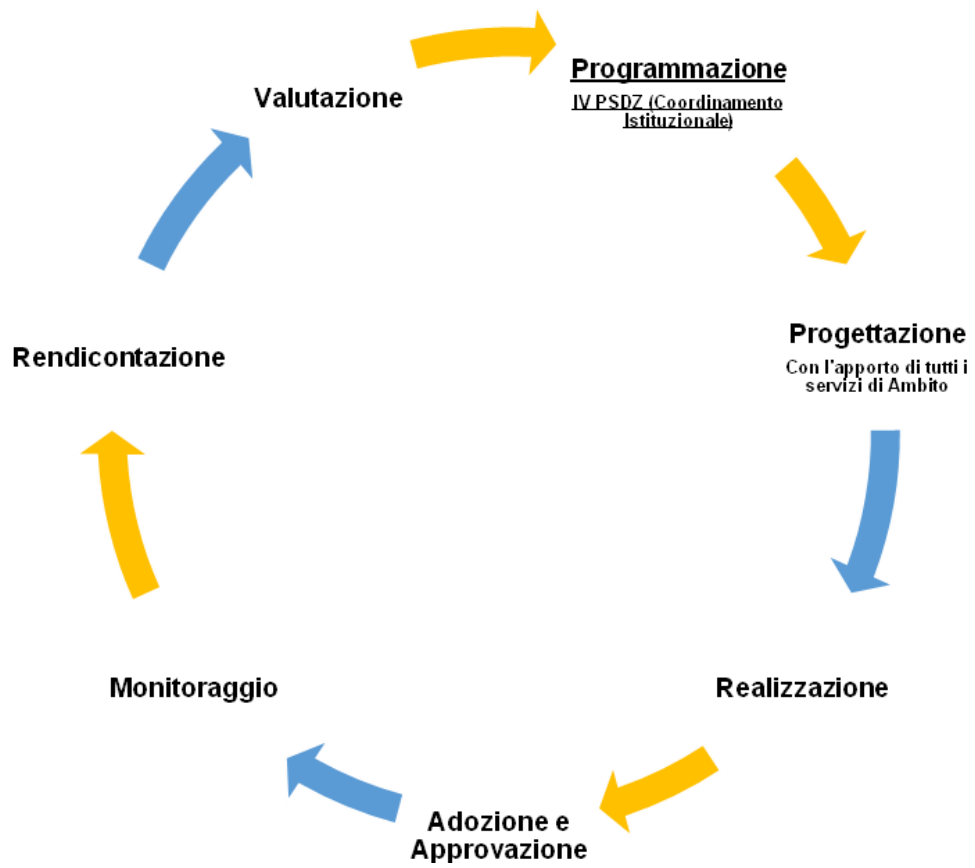 Programmazione
IV PSDZ (Coordinamento
Istituzionale)
Progettazione
Con l'apporto di tutti i
servizi di Ambito
Realizzazione
Adozione e
Approvazione
Monitoraggio
Rendicontazione
Valutazione